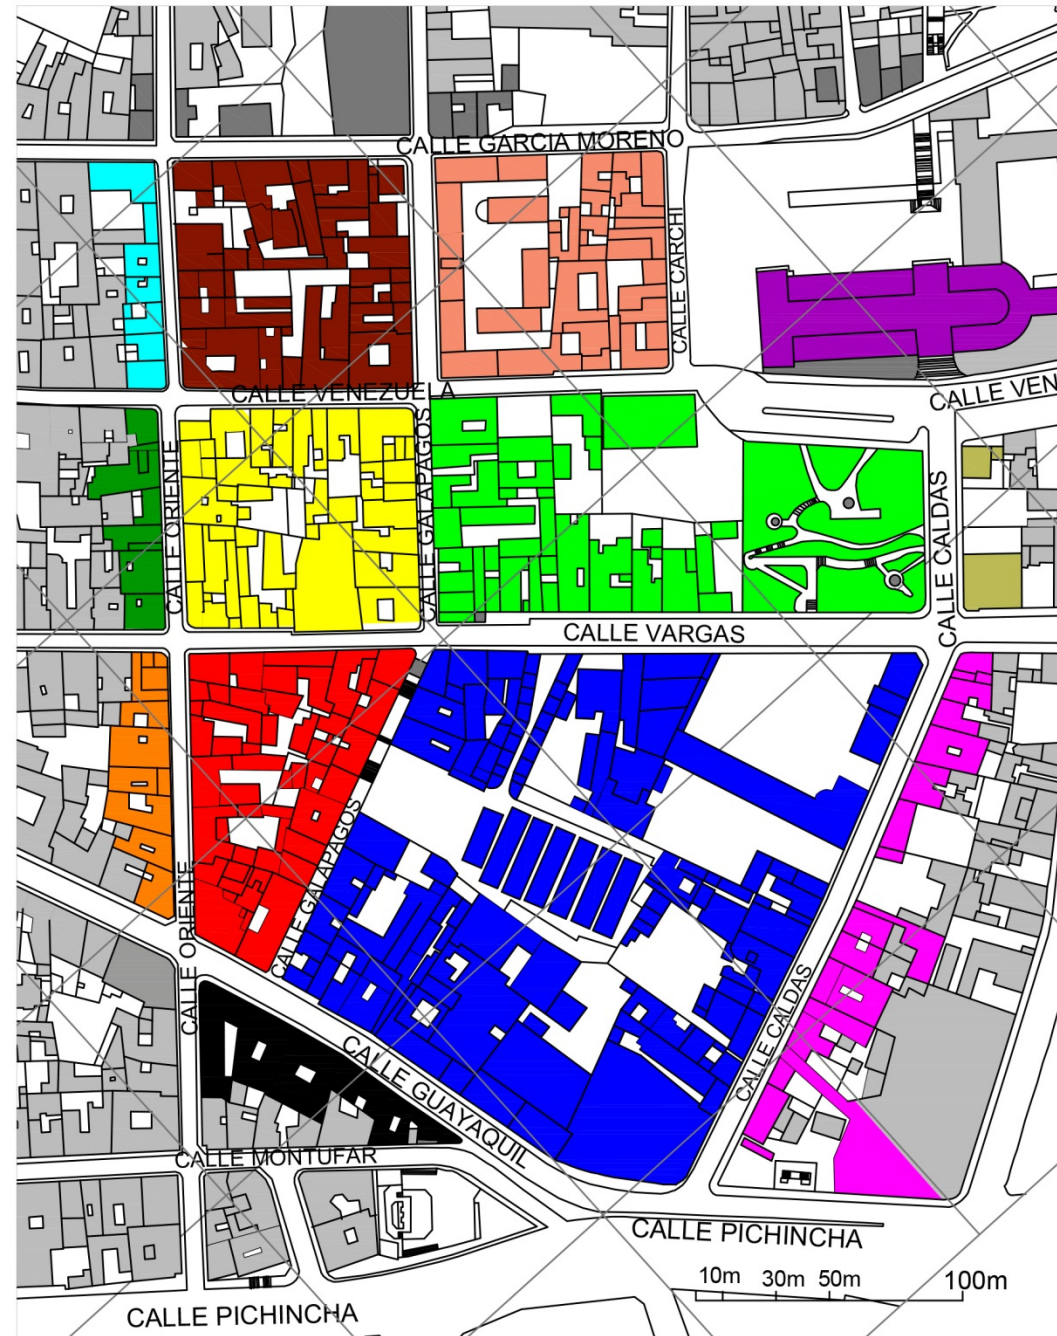 CALLE GARCIA MORENO
CALLE CARCHI
CALLE VENEZUELA
CALLE VEN
CALLE ORIENTE
CALLE GALAPAGOS
CALLE CALDAS
CALLE VARGAS
CALLE GALAPAGOS
CALLE ORIENTE
CALLE CALDAS
CALLE GUAYAQUIL
CALLE MONTUFAR
CALLE PICHINCHA
10m 30m 50m 100m
CALLE PICHINCHA